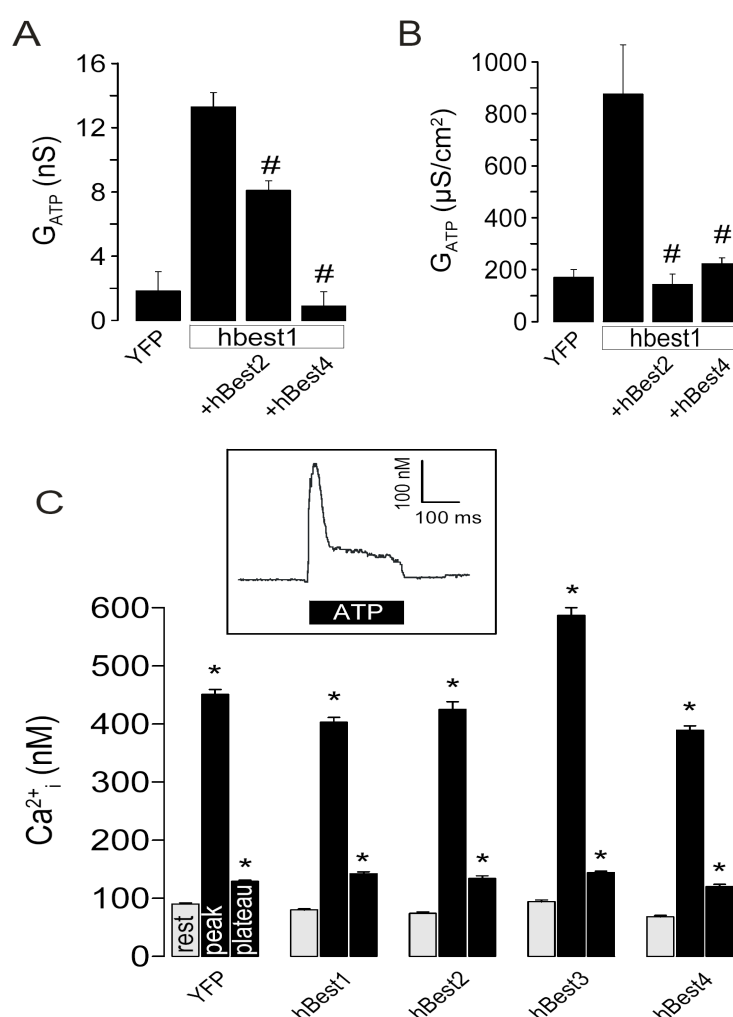 A
G_ATP (nS)
16
12
8
4
0
#
#
YFP
hbest1
+hBest2
+hBest4
B
G_ATP (µS/cm²)
1000
800
600
400
200
0
#
#
YFP
hbest1
+hBest2
+hBest4
C
100 nM
100 ms
ATP
Ca²⁺i (nM)
600
500
400
300
200
100
0
* * * * *
* * * * *
rest
peak
plateau
YFP
hBest1
hBest2
hBest3
hBest4